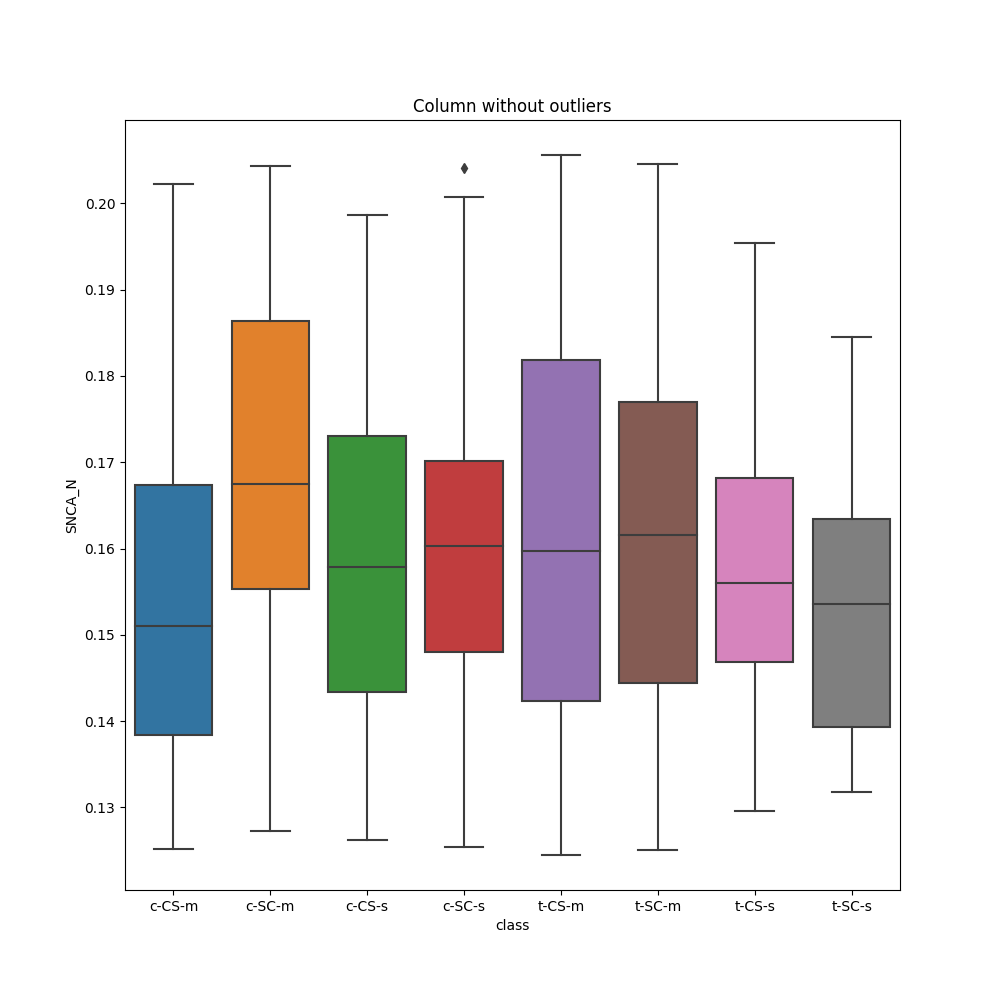 Column without outliers
0.20
0.19
0.18
0.17
0.16
0.15
0.14
0.13
SNCA_N
c-CS-m c-SC-m c-CS-s c-SC-s t-CS-m t-SC-m t-CS-s t-SC-s
class